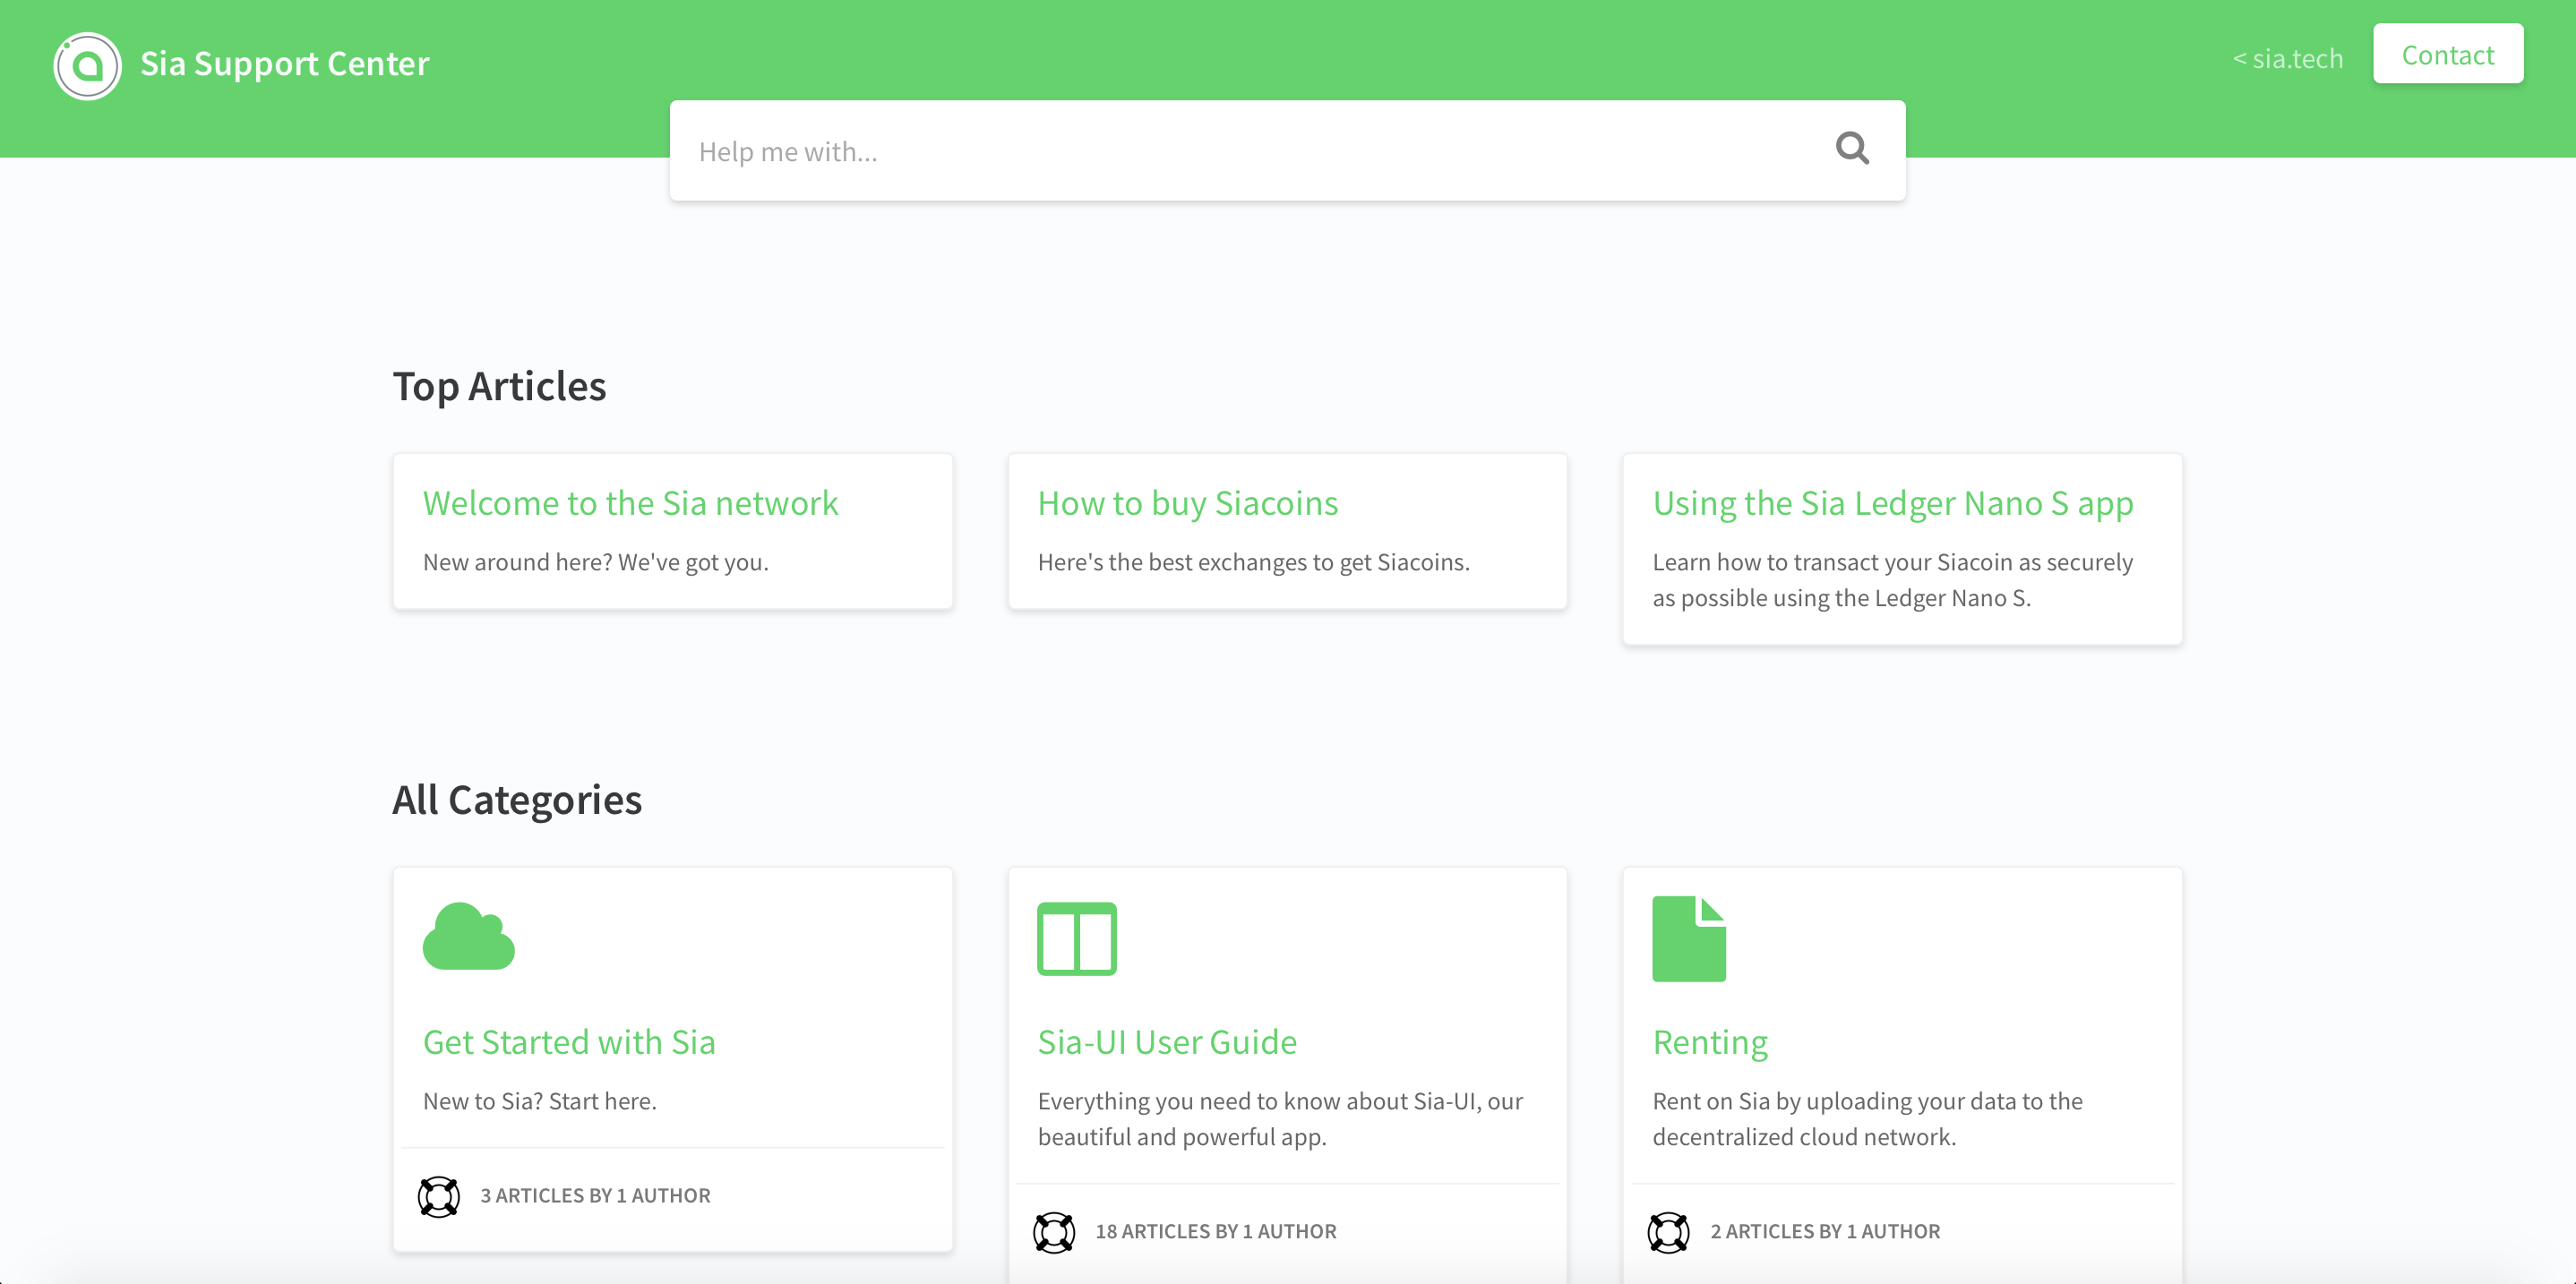 Sia Support Center
< sia.tech
Contact
Help me with...
Top Articles
Welcome to the Sia network
New around here? We've got you.
How to buy Siacoins
Here's the best exchanges to get Siacoins.
Using the Sia Ledger Nano S app
Learn how to transact your Siacoin as securely
as possible using the Ledger Nano S.
All Categories
Get Started with Sia
New to Sia? Start here.
3 ARTICLES BY 1 AUTHOR
Sia-UI User Guide
Everything you need to know about Sia-UI, our
beautiful and powerful app.
18 ARTICLES BY 1 AUTHOR
Renting
Rent on Sia by uploading your data to the
decentralized cloud network.
2 ARTICLES BY 1 AUTHOR